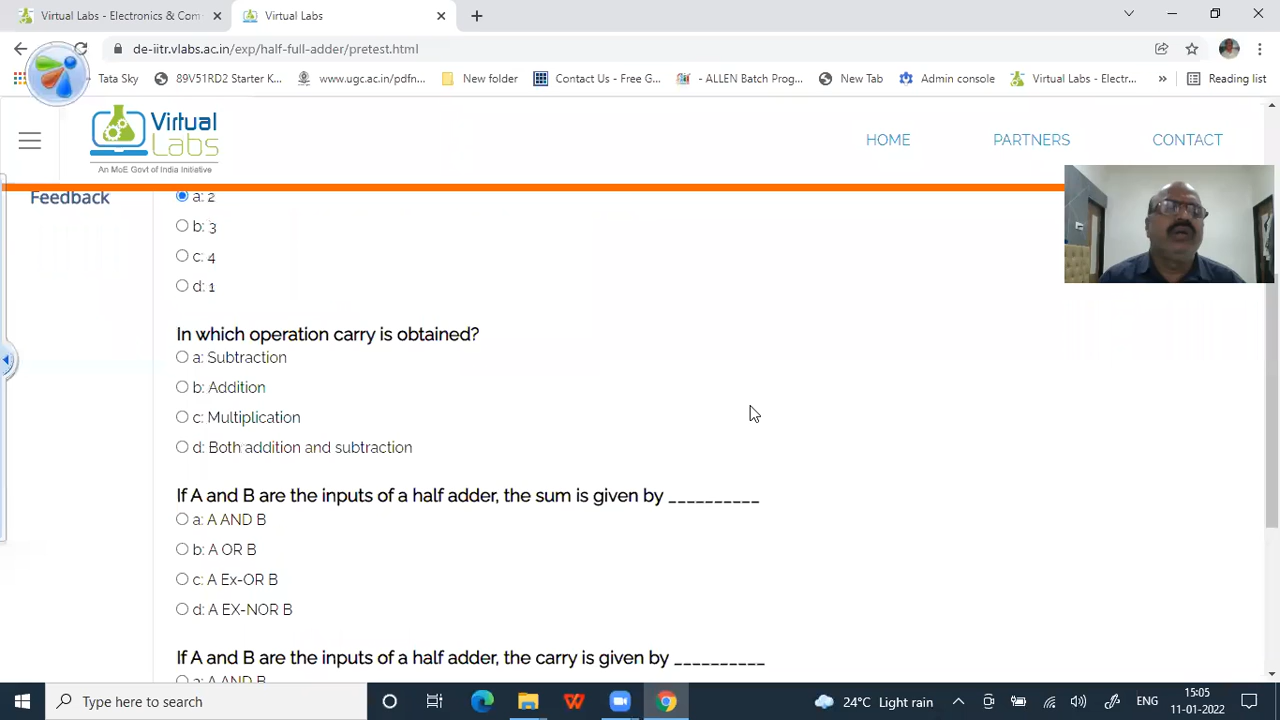 Virtual Labs - Electronics & Com
Virtual Labs
de-iitr.vlabs.ac.in/exp/half-full-adder/pretest.html
Tata Sky
89V51RD2 Starter K...
www.ugc.ac.in/pdfn...
New folder
Contact Us - Free G...
- ALLEN Batch Prog...
New Tab
Admin console
Virtual Labs - Electr...
»
Reading list
Virtual Labs
An MoE Govt of India Initiative
HOME
PARTNERS
CONTACT
Feedback
a: 2
b: 3
c: 4
d: 1
In which operation carry is obtained?
a: Subtraction
b: Addition
c: Multiplication
d: Both addition and subtraction
If A and B are the inputs of a half adder, the sum is given by __________
a: A AND B
b: A OR B
c: A Ex-OR B
d: A EX-NOR B
If A and B are the inputs of a half adder, the carry is given by __________
a: A AND B
Type here to search
24°C Light rain
ENG
15:05
11-01-2022